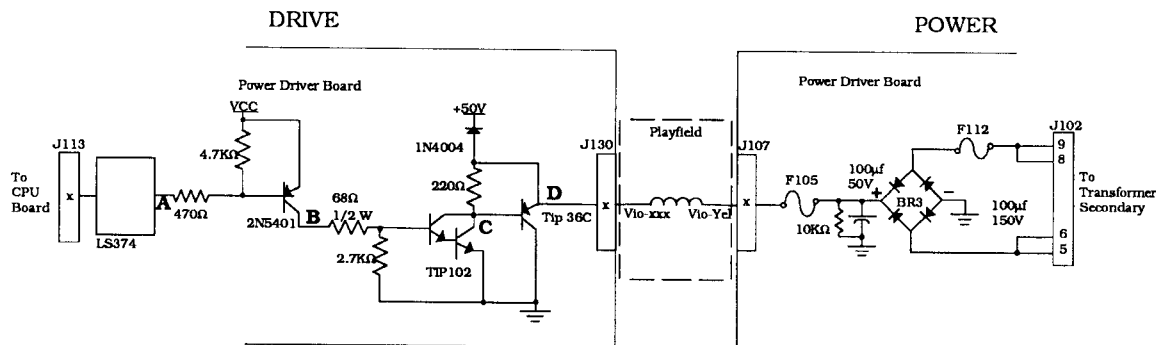 DRIVE
POWER
Power Driver Board
Power Driver Board
VCC
+50V
Playfield
J113
4.7KΩ
1N4004
J130
J107
F112
J102
9
8
To
CPU
Board
x
A
470Ω
LS374
2N5401
B
68Ω
1/2 W
2.7KΩ
220Ω
C
TIP102
D
Tip 36C
x
Vio-xxx
Vio-Yel
x
F105
100µf
50V
+
10KΩ
BR3
−
100µf
150V
6
5
To
Transformer
Secondary